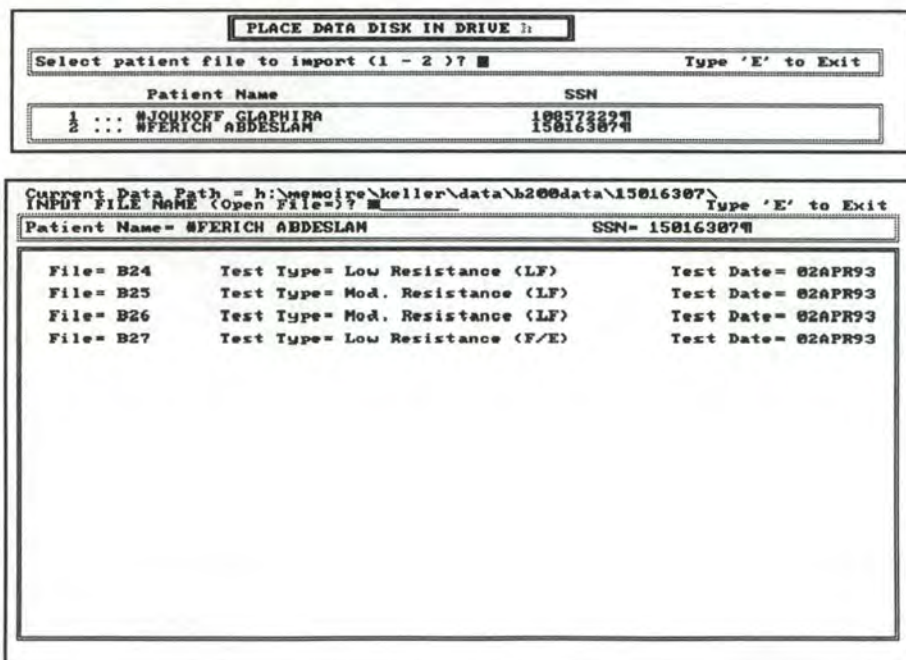 PLACE DATA DISK IN DRIVE h:
Select patient file to import (1 - 2 )? Type 'E' to Exit
Patient Name SSN
1 ... #JOUKOFF GLAPHIRA 10857229¶
2 ... #FERICH ABDESLAM 15016307¶
Current Data Path = h:\memoire\keller\data\b200data\15016307\
INPUT FILE NAME (Open File=)? Type 'E' to Exit
Patient Name= #FERICH ABDESLAM SSN= 15016307¶
File= B24 Test Type= Low Resistance (LF) Test Date= 02APR93
File= B25 Test Type= Mod. Resistance (LF) Test Date= 02APR93
File= B26 Test Type= Mod. Resistance (LF) Test Date= 02APR93
File= B27 Test Type= Low Resistance (F/E) Test Date= 02APR93